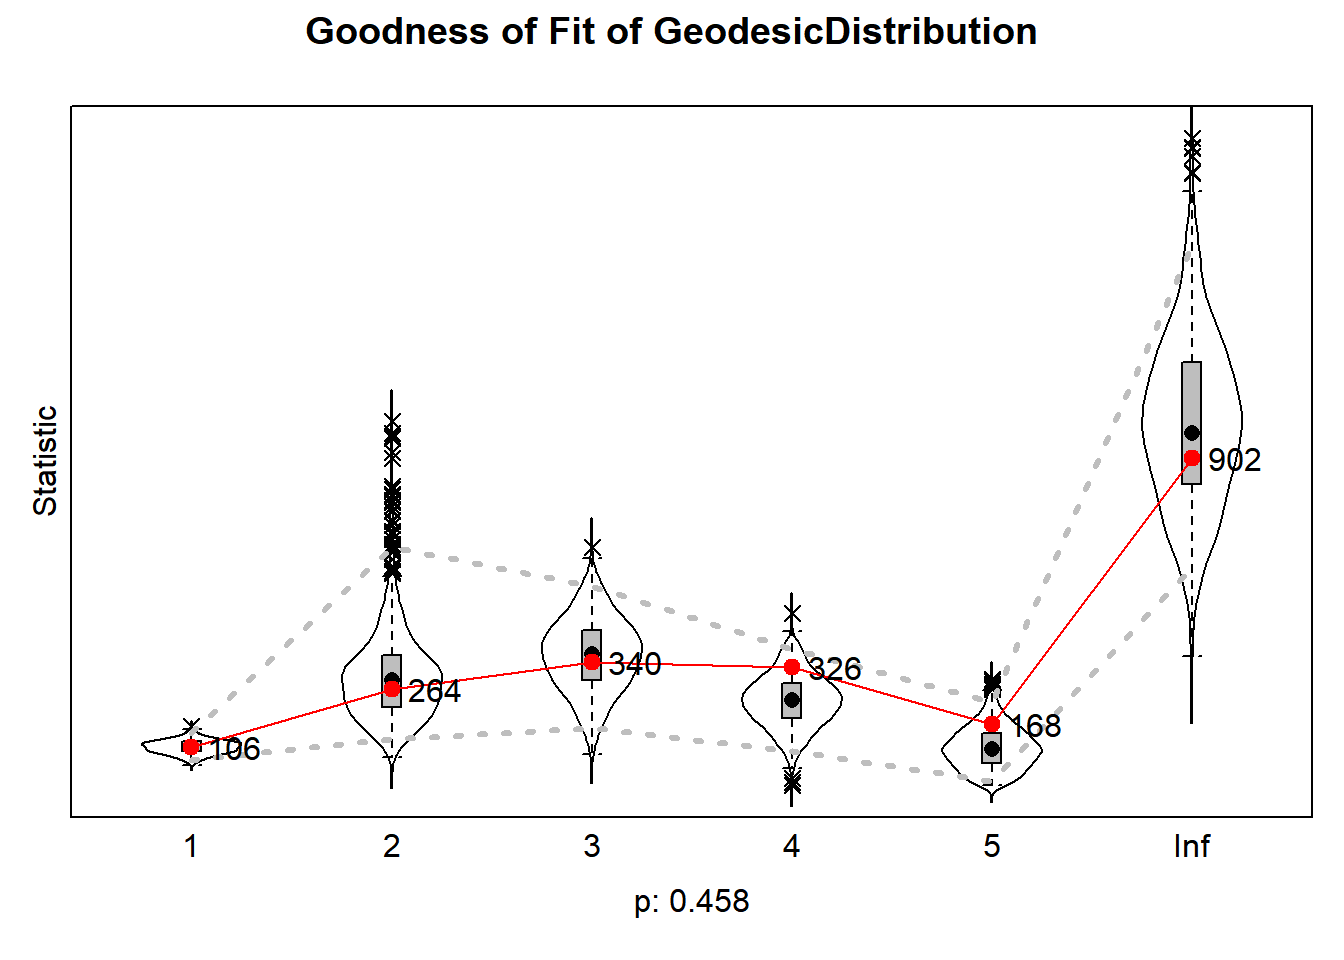 Goodness of Fit of GeodesicDistribution
Statistic
106
264
340
326
168
902
1 2 3 4 5 Inf
p: 0.458